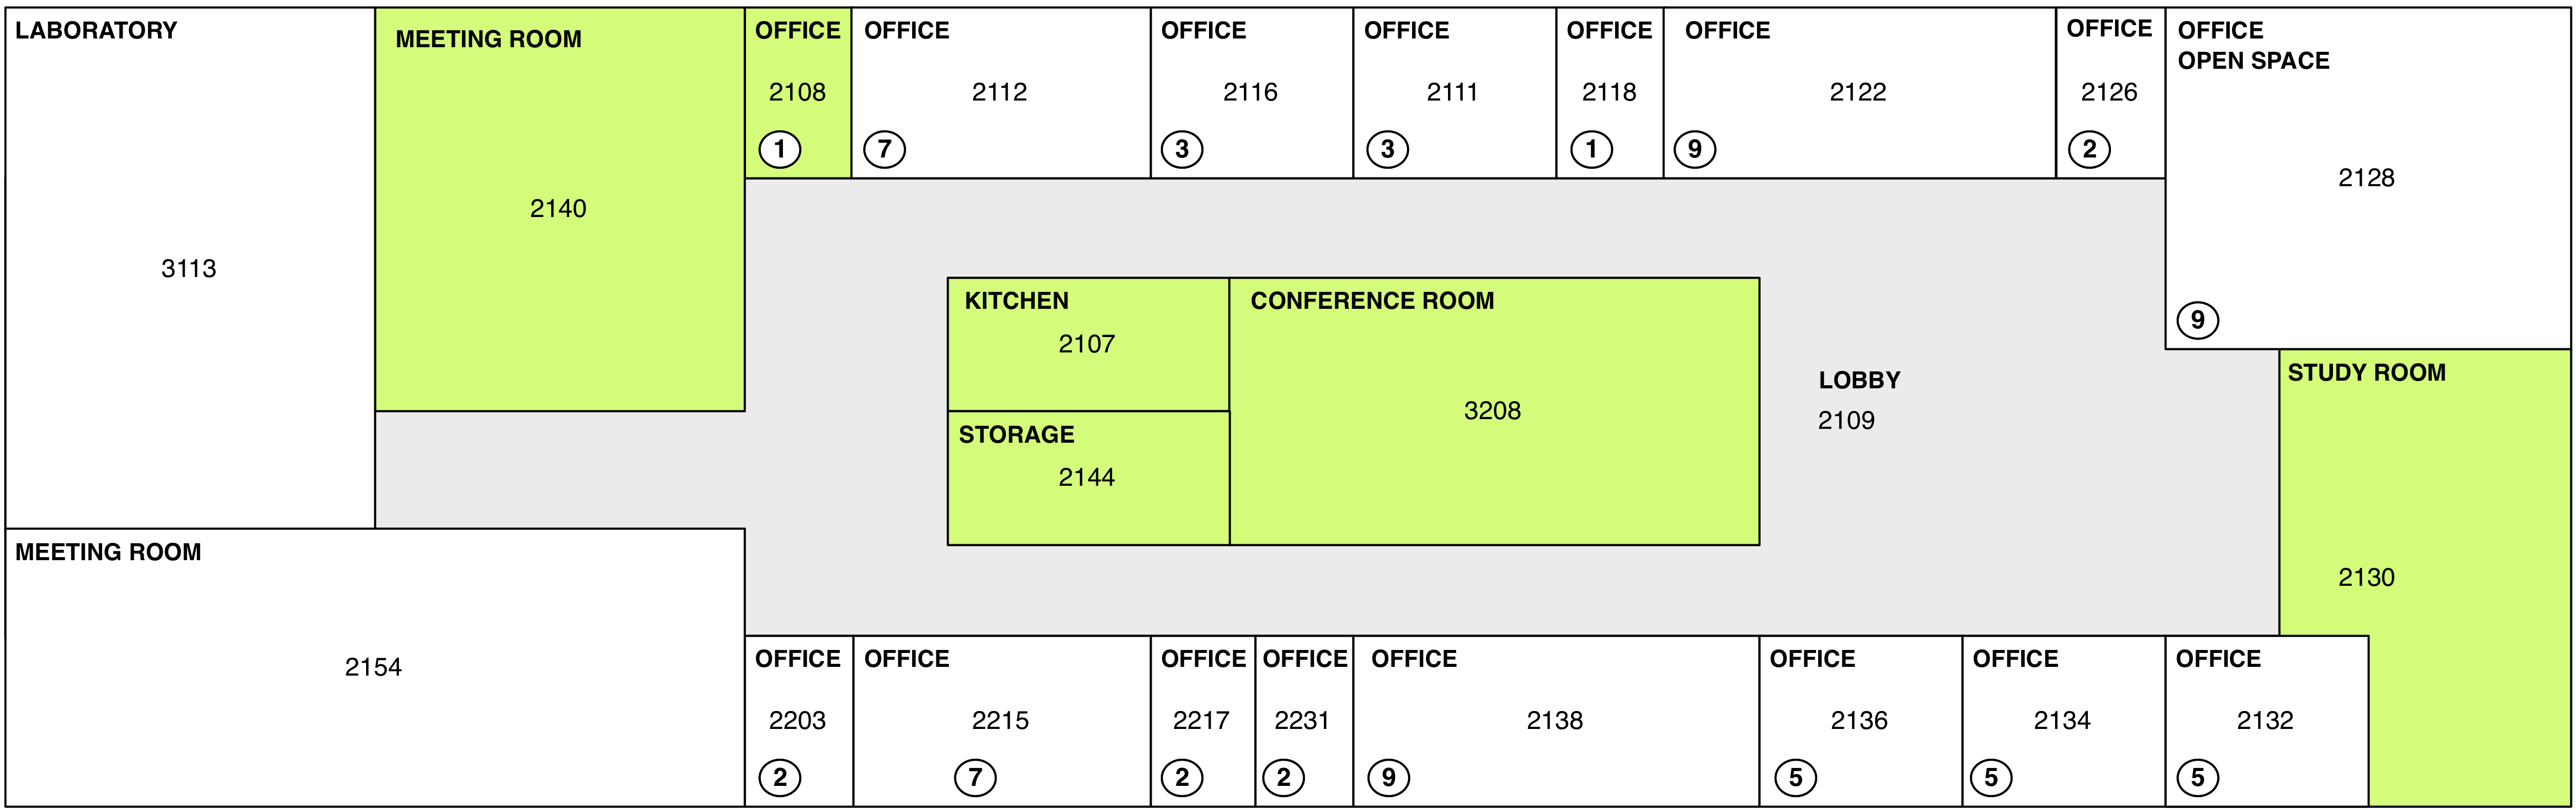 LABORATORY
3113
MEETING ROOM
2140
OFFICE
2108
1
OFFICE
2112
7
OFFICE
2116
3
OFFICE
2111
3
OFFICE
2118
1
OFFICE
2122
9
OFFICE
2126
2
OFFICE
OPEN SPACE
2128
9
KITCHEN
2107
CONFERENCE ROOM
3208
STORAGE
2144
LOBBY
2109
STUDY ROOM
2130
MEETING ROOM
2154
OFFICE
2203
2
OFFICE
2215
7
OFFICE
2217
2
OFFICE
2231
2
OFFICE
2138
9
OFFICE
2136
5
OFFICE
2134
5
OFFICE
2132
5